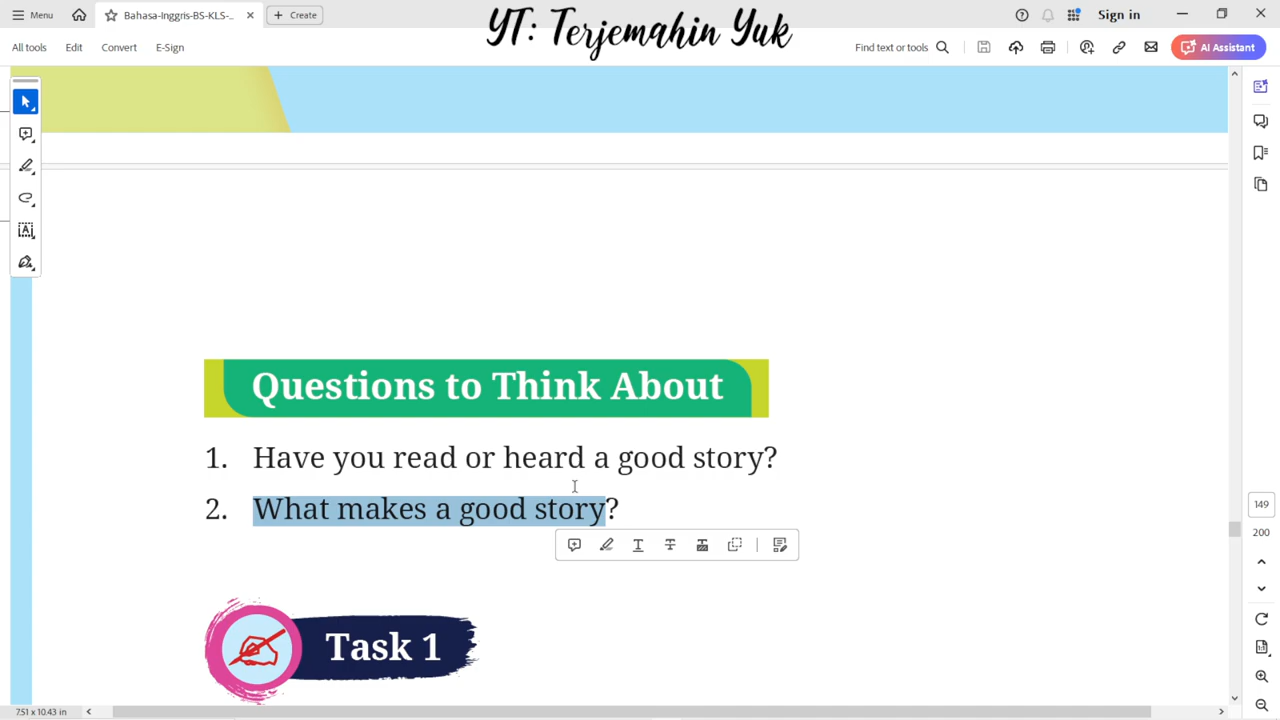 Menu
Bahasa-Inggris-BS-KLS-...
Create
YT: Terjemahin Yuk
Sign in
All tools
Edit
Convert
E-Sign
Find text or tools
AI Assistant
Questions to Think About
1. Have you read or heard a good story?
2. What makes a good story?
Task 1
149
200
7.51 x 10.43 in